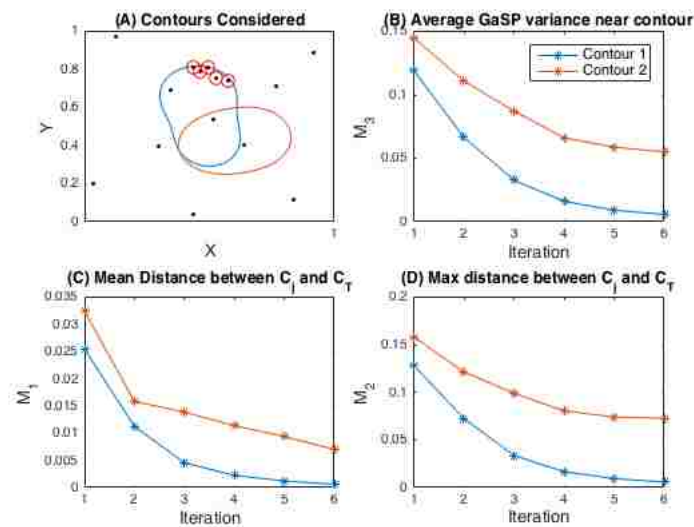 (A) Contours Considered
1
0.8
0.6
0.4
0.2
0
Y
1
X
(B) Average GaSP variance near contour
0.15
0.1
0.05
0
M3
Contour 1
Contour 2
1 2 3 4 5 6
Iteration
(C) Mean Distance between Cj and CT
0.035
0.03
0.025
0.02
0.015
0.01
0.005
0
M1
1 2 3 4 5 6
Iteration
(D) Max distance between Cj and CT
0.2
0.15
0.1
0.05
0
M2
1 2 3 4 5 6
Iteration